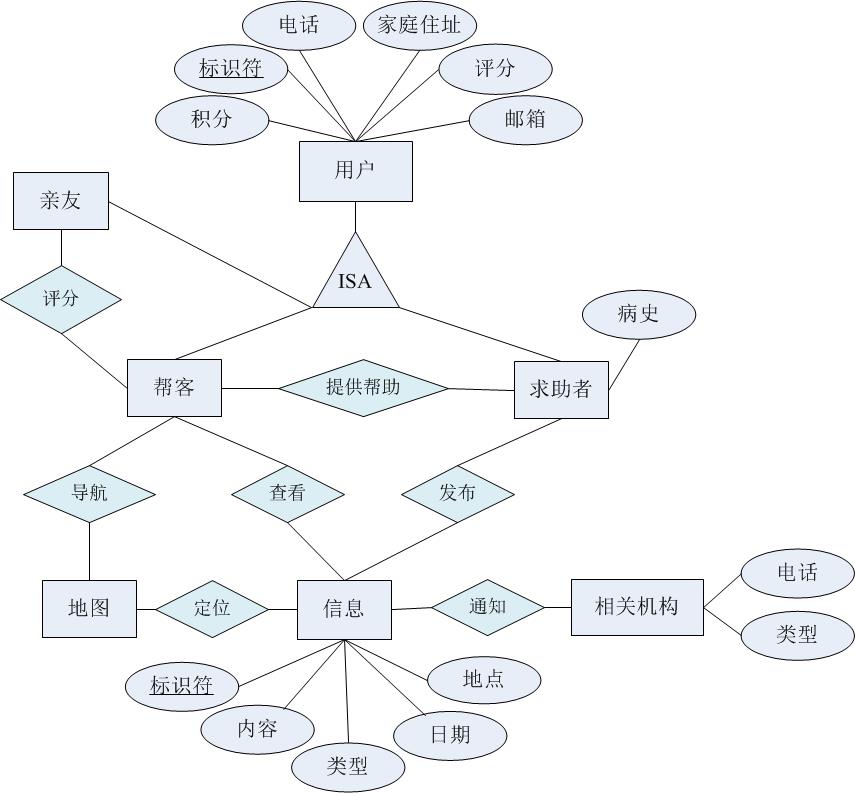 电话
家庭住址
标识符
评分
积分
邮箱
用户
亲友
ISA
评分
病史
帮客
提供帮助
求助者
导航
查看
发布
电话
地图
定位
信息
通知
相关机构
类型
标识符
地点
内容
日期
类型